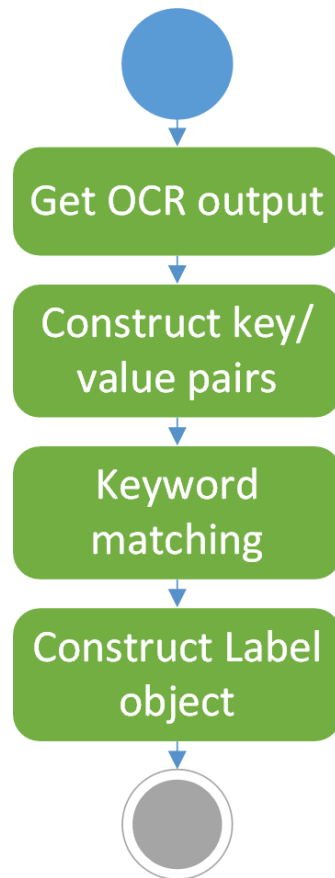 Get OCR output
Construct key/
value pairs
Keyword
matching
Construct Label
object